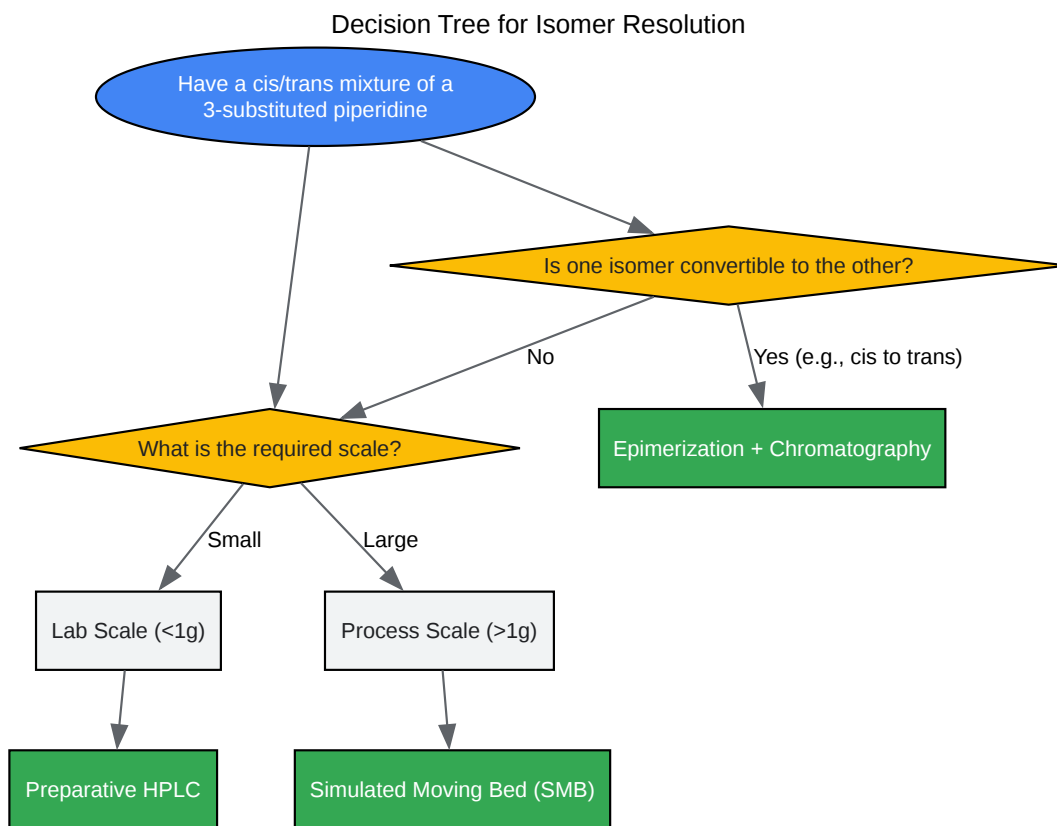 Decision Tree for Isomer Resolution
Have a cis/trans mixture of a
3-substituted piperidine
Is one isomer convertible to the other?
No
Yes (e.g., cis to trans)
What is the required scale?
Epimerization + Chromatography
Small
Large
Lab Scale (<1g)
Process Scale (>1g)
Preparative HPLC
Simulated Moving Bed (SMB)